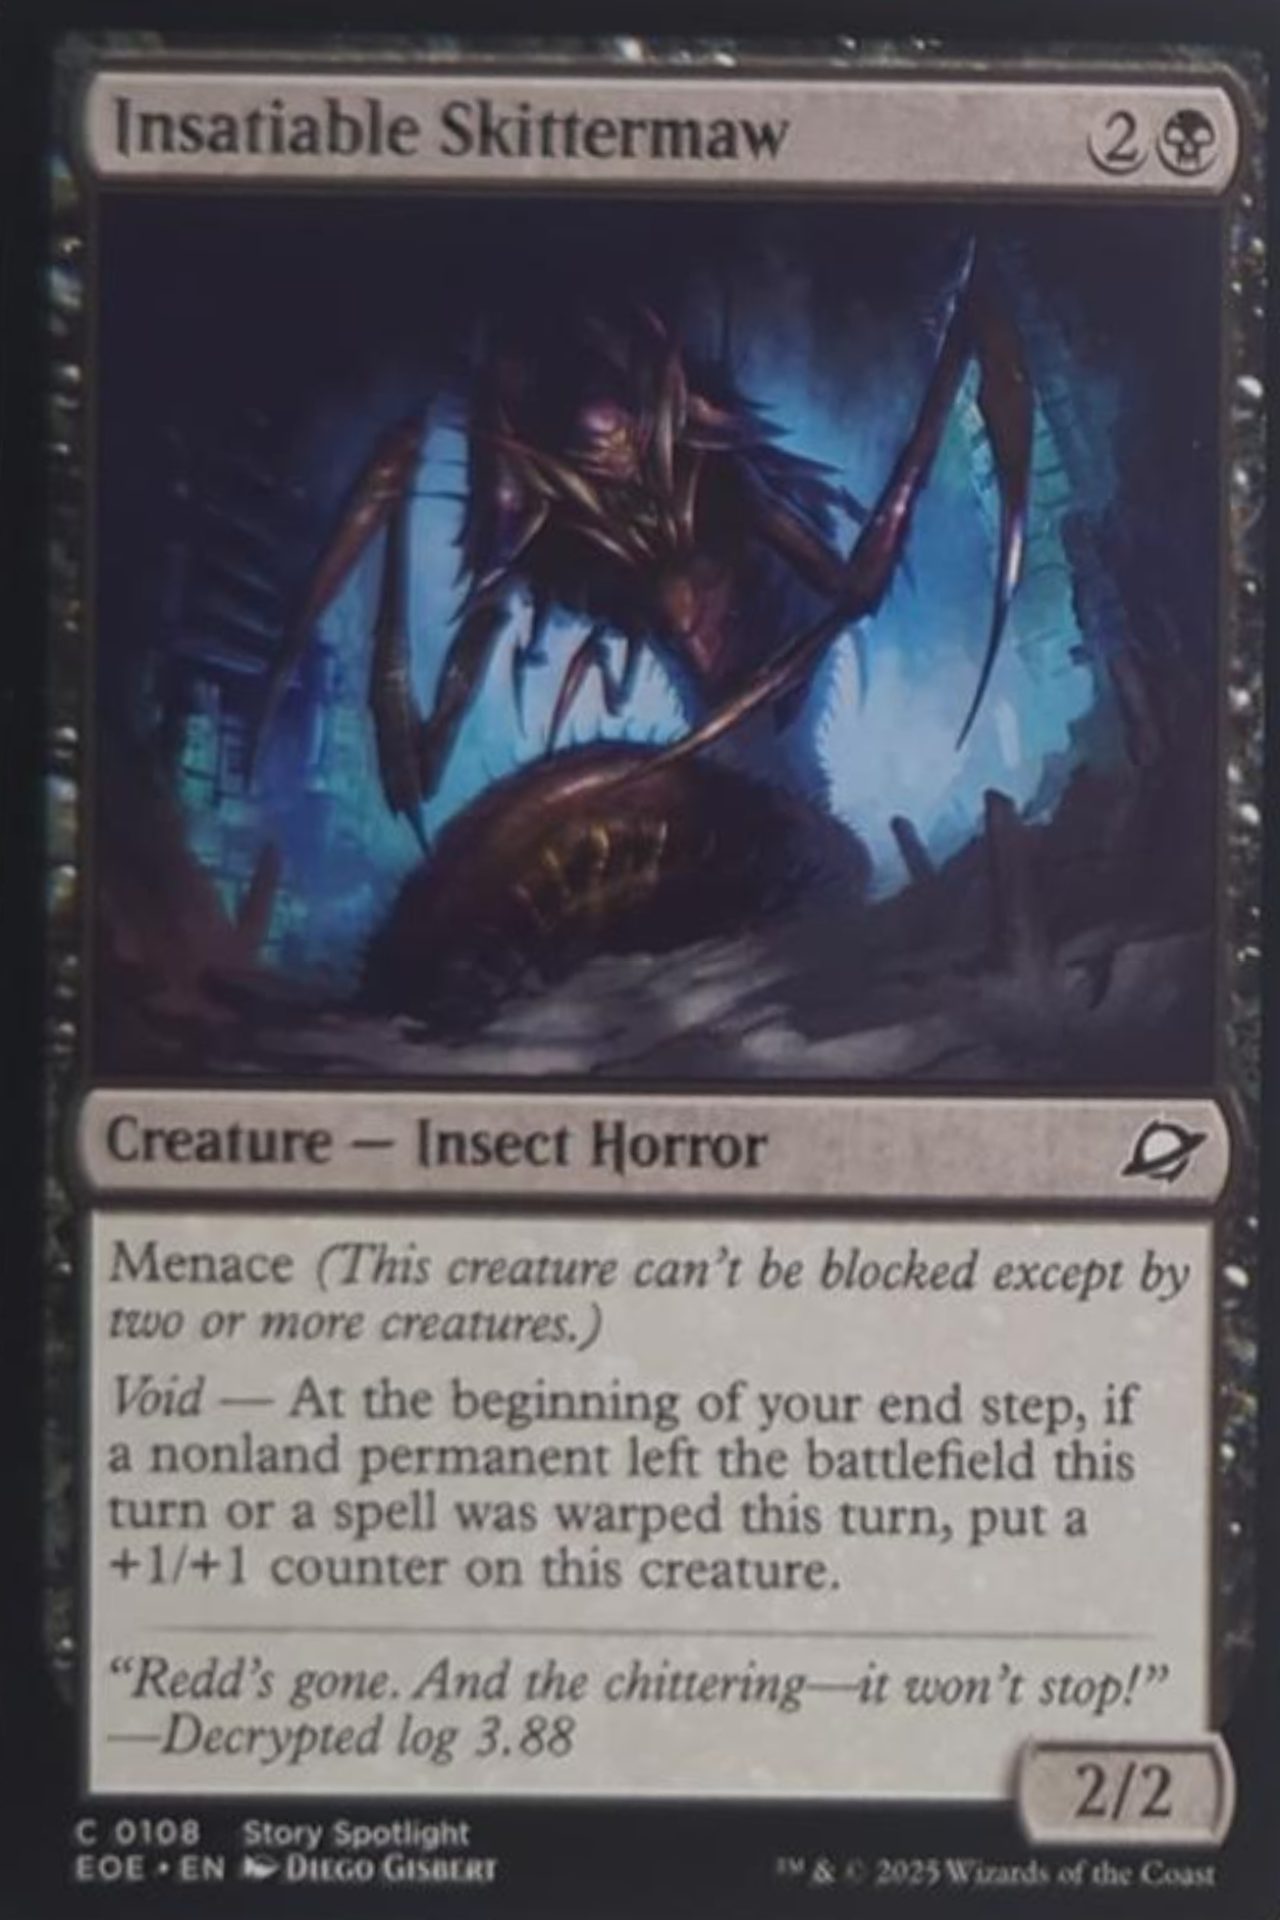 Insatiable Skittermaw 2
Creature — Insect Horror
Menace (This creature can't be blocked except by
two or more creatures.)
Void — At the beginning of your end step, if
a nonland permanent left the battlefield this
turn or a spell was warped this turn, put a
+1/+1 counter on this creature.
“Redd's gone. And the chittering—it won't stop!”
—Decrypted log 3.88
2/2
C 0108 Story Spotlight
EOE • EN DIEGO GISBERT
™ & © 2025 Wizards of the Coast